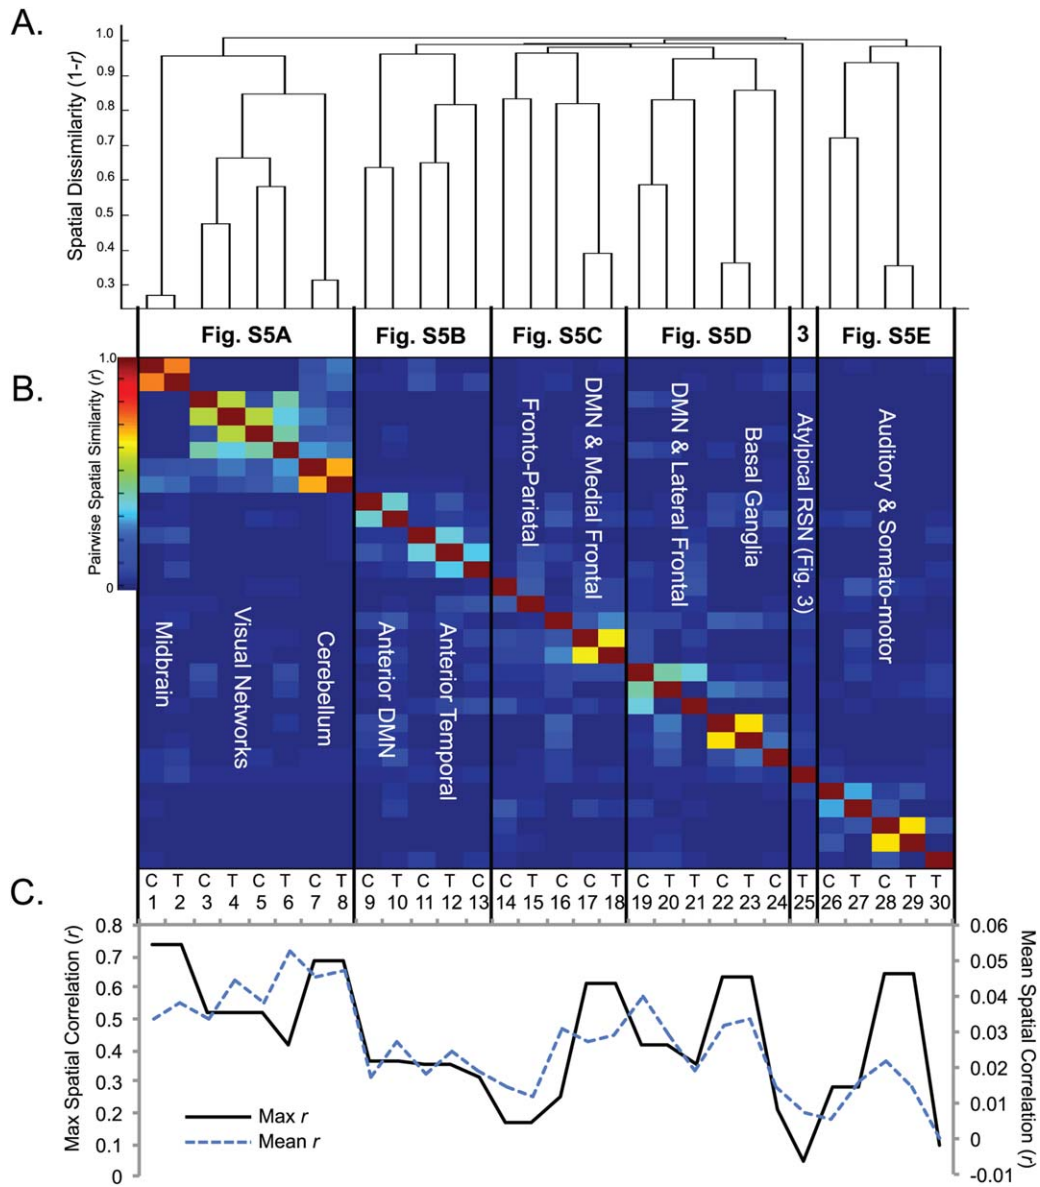 A.
Spatial Dissimilarity (1-r)
1.0
0.9
0.8
0.7
0.6
0.5
0.4
0.3
Fig. S5A
Fig. S5B
Fig. S5C
Fig. S5D
3
Fig. S5E
B.
Pairwise Spatial Similarity (r)
1.0
0
Midbrain
Visual Networks
Cerebellum
Anterior DMN
Anterior Temporal
Fronto-Parietal
DMN & Medial Frontal
DMN & Lateral Frontal
Basal Ganglia
Atylpical RSN (Fig. 3)
Auditory & Somato-motor
C T C T C T C T C T C T C C T C C T C T T C T C T C T C T T
1 2 3 4 5 6 7 8 9 10 11 12 13 14 15 16 17 18 19 20 21 22 23 24 25 26 27 28 29 30
C.
Max Spatial Correlation (r)
0.8
0.7
0.6
0.5
0.4
0.3
0.2
0.1
0
Max r
Mean r
0.06
0.05
0.04
0.03
0.02
0.01
0
-0.01
Mean Spatial Correlation (r)